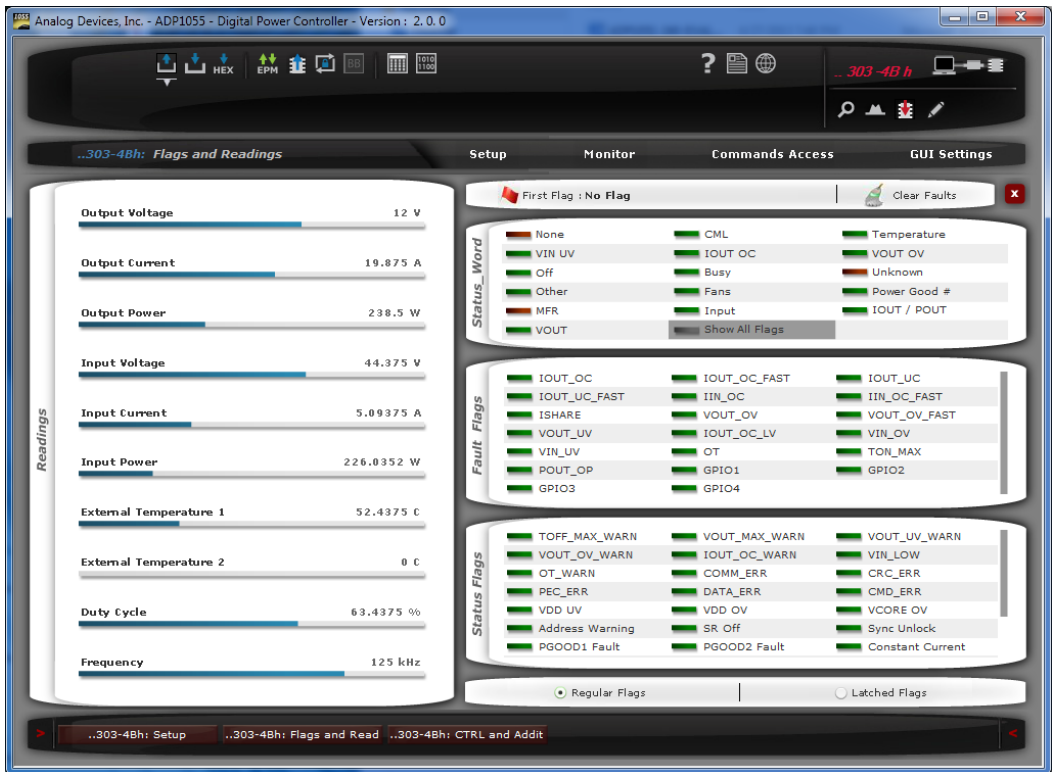 1055 Analog Devices, Inc. - ADP1055 - Digital Power Controller - Version : 2. 0. 0
HEX EPM BB 1010 1100
.. 303 -4B h
..303-4Bh: Flags and Readings
Setup Monitor Commands Access GUI Settings
Readings
Output Voltage 12 V
Output Current 19.875 A
Output Power 238.5 W
Input Voltage 44.375 V
Input Current 5.09375 A
Input Power 226.0352 W
External Temperature 1 52.4375 C
External Temperature 2 0 C
Duty Cycle 63.4375 %
Frequency 125 kHz
First Flag : No Flag Clear Faults X
Status_Word
None CML Temperature
VIN UV IOUT OC VOUT OV
Off Busy Unknown
Other Fans Power Good #
MFR Input IOUT / POUT
VOUT Show All Flags
Fault Flags
IOUT_OC IOUT_OC_FAST IOUT_UC
IOUT_UC_FAST IIN_OC IIN_OC_FAST
ISHARE VOUT_OV VOUT_OV_FAST
VOUT_UV IOUT_OC_LV VIN_OV
VIN_UV OT TON_MAX
POUT_OP GPIO1 GPIO2
GPIO3 GPIO4
Status Flags
TOFF_MAX_WARN VOUT_MAX_WARN VOUT_UV_WARN
VOUT_OV_WARN IOUT_OC_WARN VIN_LOW
OT_WARN COMM_ERR CRC_ERR
PEC_ERR DATA_ERR CMD_ERR
VDD UV VDD OV VCORE OV
Address Warning SR Off Sync Unlock
PGOOD1 Fault PGOOD2 Fault Constant Current
Regular Flags Latched Flags
> ..303-4Bh: Setup ..303-4Bh: Flags and Read ..303-4Bh: CTRL and Addit <